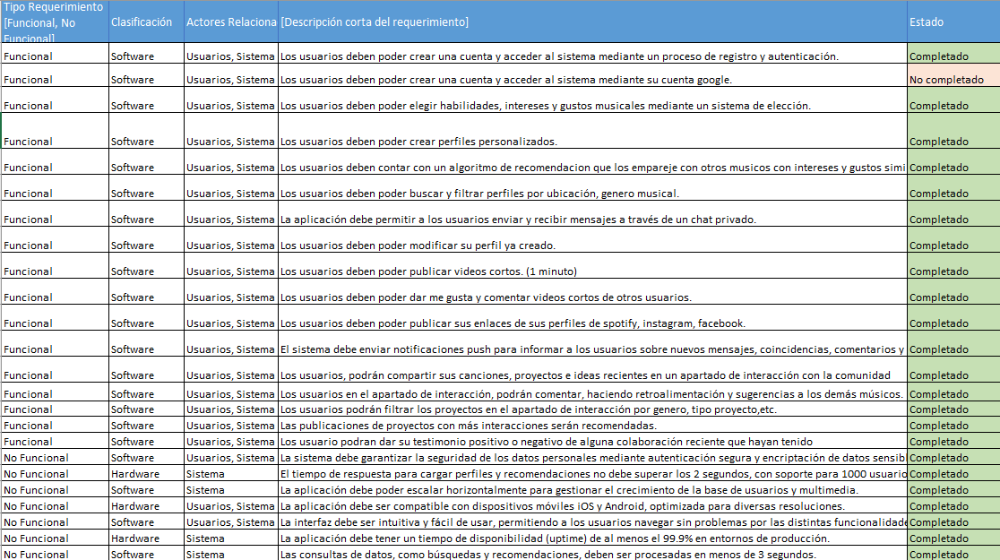 Tipo Requerimiento [Funcional, No Funcional] Clasificación Actores Relaciona [Descripción corta del requerimiento] Estado
Funcional Software Usuarios, Sistema Los usuarios deben poder crear una cuenta y acceder al sistema mediante un proceso de registro y autenticación. Completado
Funcional Software Usuarios, Sistema Los usuarios deben poder crear una cuenta y acceder al sistema mediante su cuenta google. No completado
Funcional Software Usuarios, Sistema Los usuarios deben poder elegir habilidades, intereses y gustos musicales mediante un sistema de elección. Completado
Funcional Software Usuarios, Sistema Los usuarios deben poder crear perfiles personalizados. Completado
Funcional Software Usuarios, Sistema Los usuarios deben contar con un algoritmo de recomendacion que los empareje con otros musicos con intereses y gustos simi Completado
Funcional Software Usuarios, Sistema Los usuarios deben poder buscar y filtrar perfiles por ubicación, genero musical. Completado
Funcional Software Usuarios, Sistema La aplicación debe permitir a los usuarios enviar y recibir mensajes a través de un chat privado. Completado
Funcional Software Usuarios, Sistema Los usuarios deben poder modificar su perfil ya creado. Completado
Funcional Software Usuarios, Sistema Los usuarios deben poder publicar videos cortos. (1 minuto) Completado
Funcional Software Usuarios, Sistema Los usuarios deben poder dar me gusta y comentar videos cortos de otros usuarios. Completado
Funcional Software Usuarios, Sistema Los usuarios deben poder publicar sus enlaces de sus perfiles de spotify, instagram, facebook. Completado
Funcional Software Usuarios, Sistema El sistema debe enviar notificaciones push para informar a los usuarios sobre nuevos mensajes, coincidencias, comentarios y Completado
Funcional Software Usuarios, Sistema Los usuarios, podrán compartir sus canciones, proyectos e ideas recientes en un apartado de interacción con la comunidad Completado
Funcional Software Usuarios, Sistema Los usuarios en el apartado de interacción, podrán comentar, haciendo retroalimentación y sugerencias a los demás músicos. Completado
Funcional Software Usuarios, Sistema Los usuarios podrán filtrar los proyectos en el apartado de interacción por genero, tipo proyecto,etc. Completado
Funcional Software Usuarios, Sistema Las publicaciones de proyectos con más interacciones serán recomendadas. Completado
Funcional Software Usuarios, Sistema Los usuario podran dar su testimonio positivo o negativo de alguna colaboración reciente que hayan tenido Completado
No Funcional Software Usuarios, Sistema La sistema debe garantizar la seguridad de los datos personales mediante autenticación segura y encriptación de datos sensib Completado
No Funcional Hardware Sistema El tiempo de respuesta para cargar perfiles y recomendaciones no debe superar los 2 segundos, con soporte para 1000 usuario Completado
No Funcional Software Sistema La aplicación debe poder escalar horizontalmente para gestionar el crecimiento de la base de usuarios y multimedia. Completado
No Funcional Hardware Usuarios, Sistema La aplicación debe ser compatible con dispositivos móviles iOS y Android, optimizada para diversas resoluciones. Completado
No Funcional Software Usuarios, Sistema La interfaz debe ser intuitiva y fácil de usar, permitiendo a los usuarios navegar sin problemas por las distintas funcionalidade Completado
No Funcional Hardware Sistema La aplicación debe tener un tiempo de disponibilidad (uptime) de al menos el 99.9% en entornos de producción. Completado
No Funcional Software Sistema Las consultas de datos, como búsquedas y recomendaciones, deben ser procesadas en menos de 3 segundos. Completado